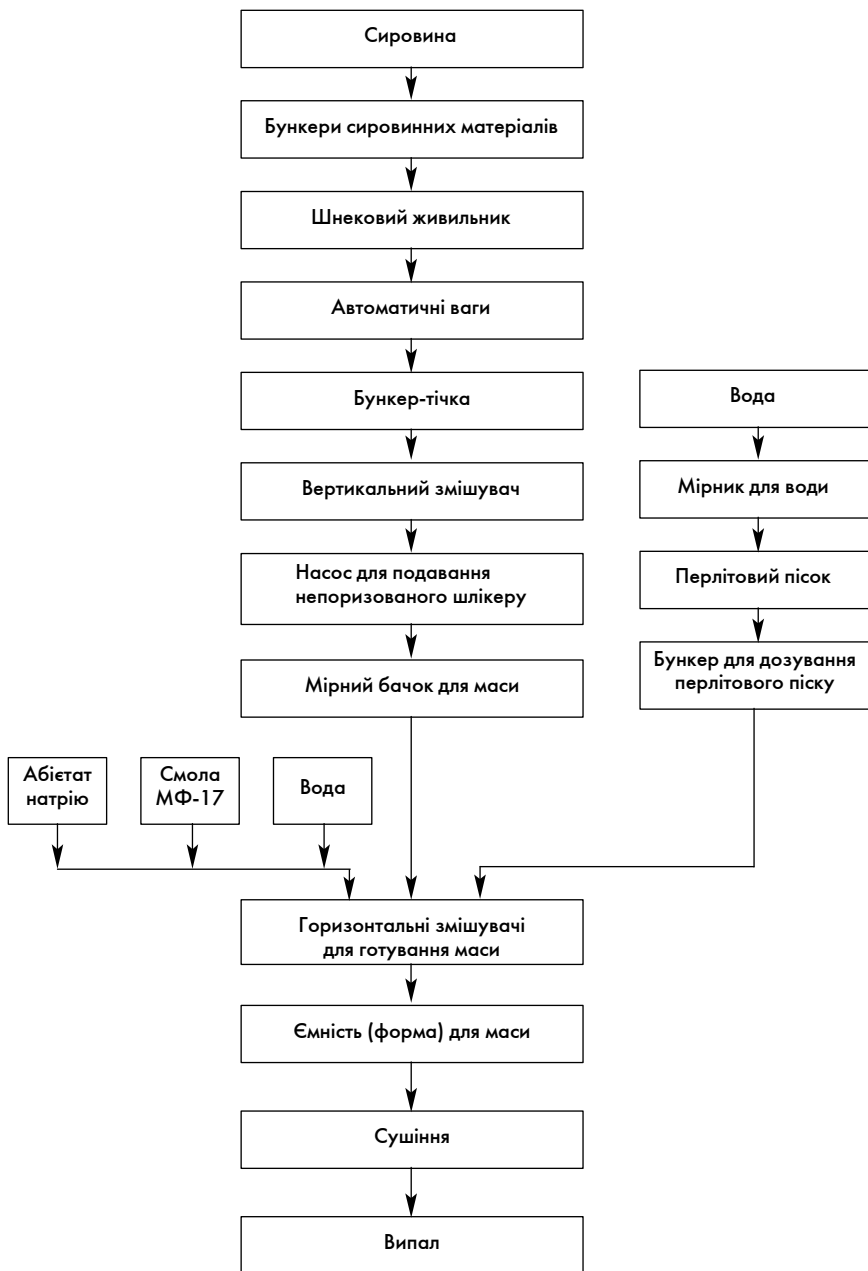 Сировина
Бункери сировинних матеріалів
Шнековий живильник
Автоматичні ваги
Бункер-тічка
Вертикальний змішувач
Насос для подавання
непоризованого шлікеру
Мірний бачок для маси
Вода
Мірник для води
Перлітовий пісок
Бункер для дозування
перлітового піску
Абієтат
натрію
Смола
МФ-17
Вода
Горизонтальні змішувачі
для готування маси
Ємність (форма) для маси
Сушіння
Випал